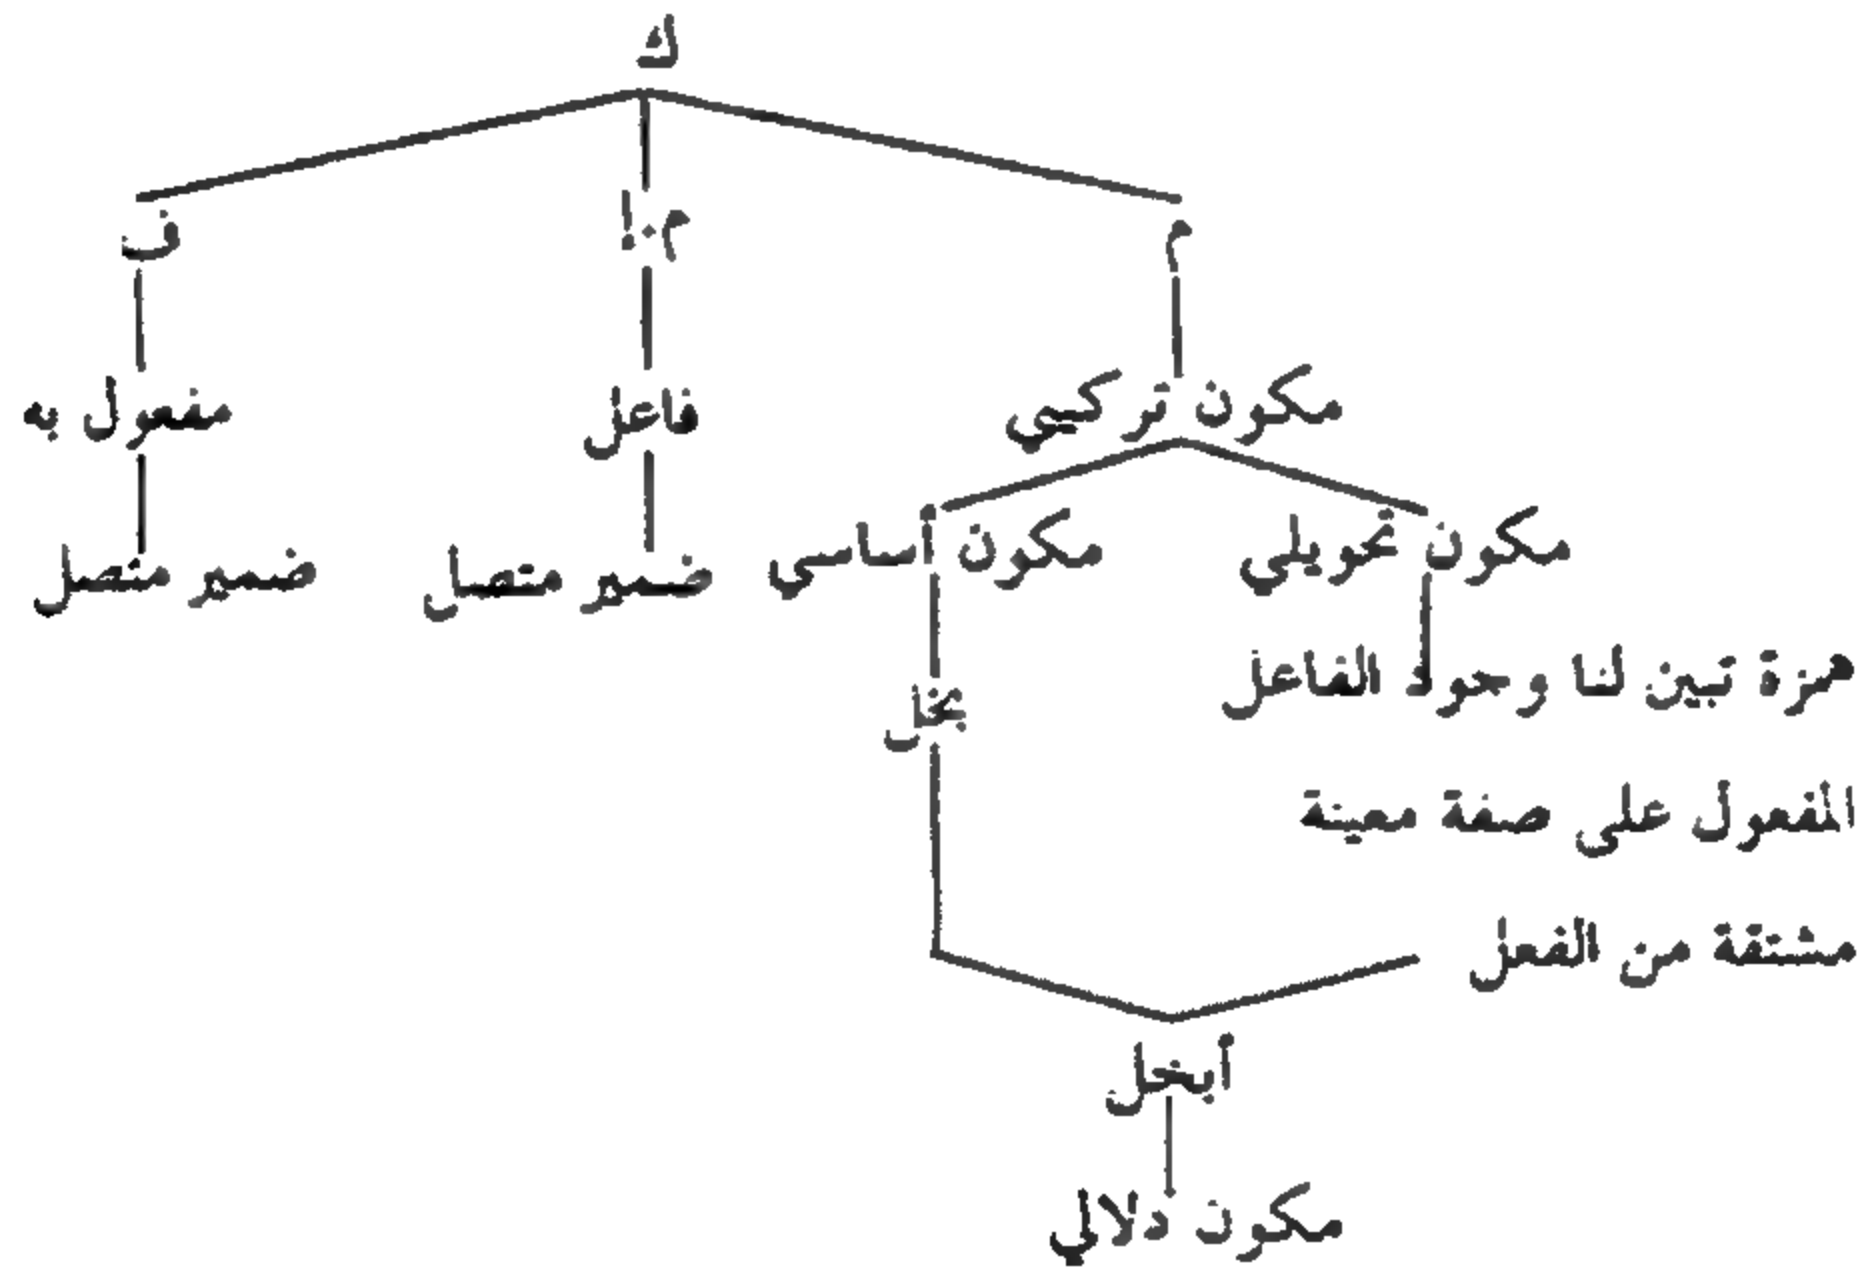 ك
م م.إ ف
مكون تركيبي فاعل مفعول به
مكون تحويلي مكون أساسي ضمير متصل ضمير متصل
همزة تبين لنا وجود الفاعل بخل
المفعول على صفة معينة
مشتقة من الفعل
أبخل
مكون دلالي